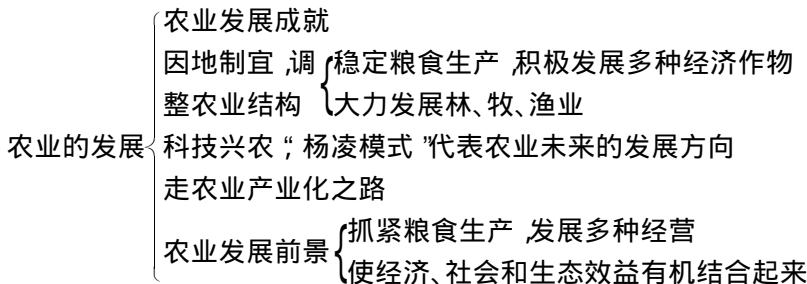 农业发展成就
因地制宜,调
整农业结构
稳定粮食生产,积极发展多种经济作物
大力发展林、牧、渔业
农业的发展
科技兴农,“杨凌模式”代表农业未来的发展方向
走农业产业化之路
农业发展前景
抓紧粮食生产,发展多种经营
使经济、社会和生态效益有机结合起来